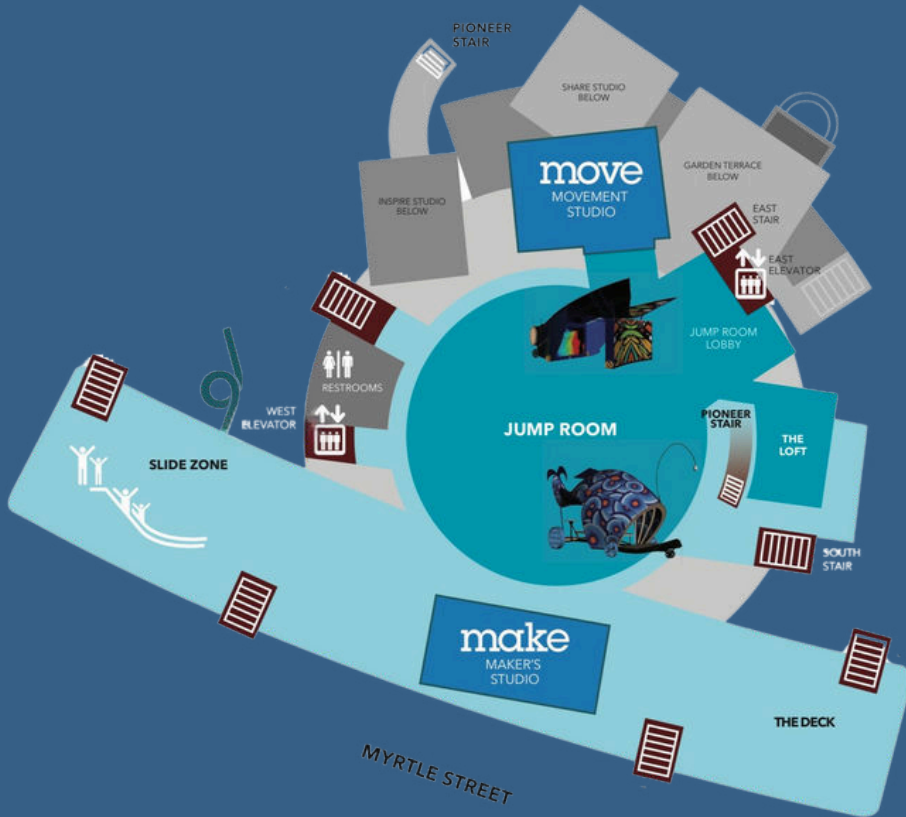 PIONEER
STAIR
SHARE STUDIO
BELOW
move
MOVEMENT
STUDIO
GARDEN TERRACE
BELOW
INSPIRE STUDIO
BELOW
EAST
STAIR
EAST
ELEVATOR
JUMP ROOM
LOBBY
RESTROOMS
WEST
ELEVATOR
PIONEER
STAIR
JUMP ROOM
THE
LOFT
SLIDE ZONE
SOUTH
STAIR
make
MAKER'S
STUDIO
THE DECK
MYRTLE STREET